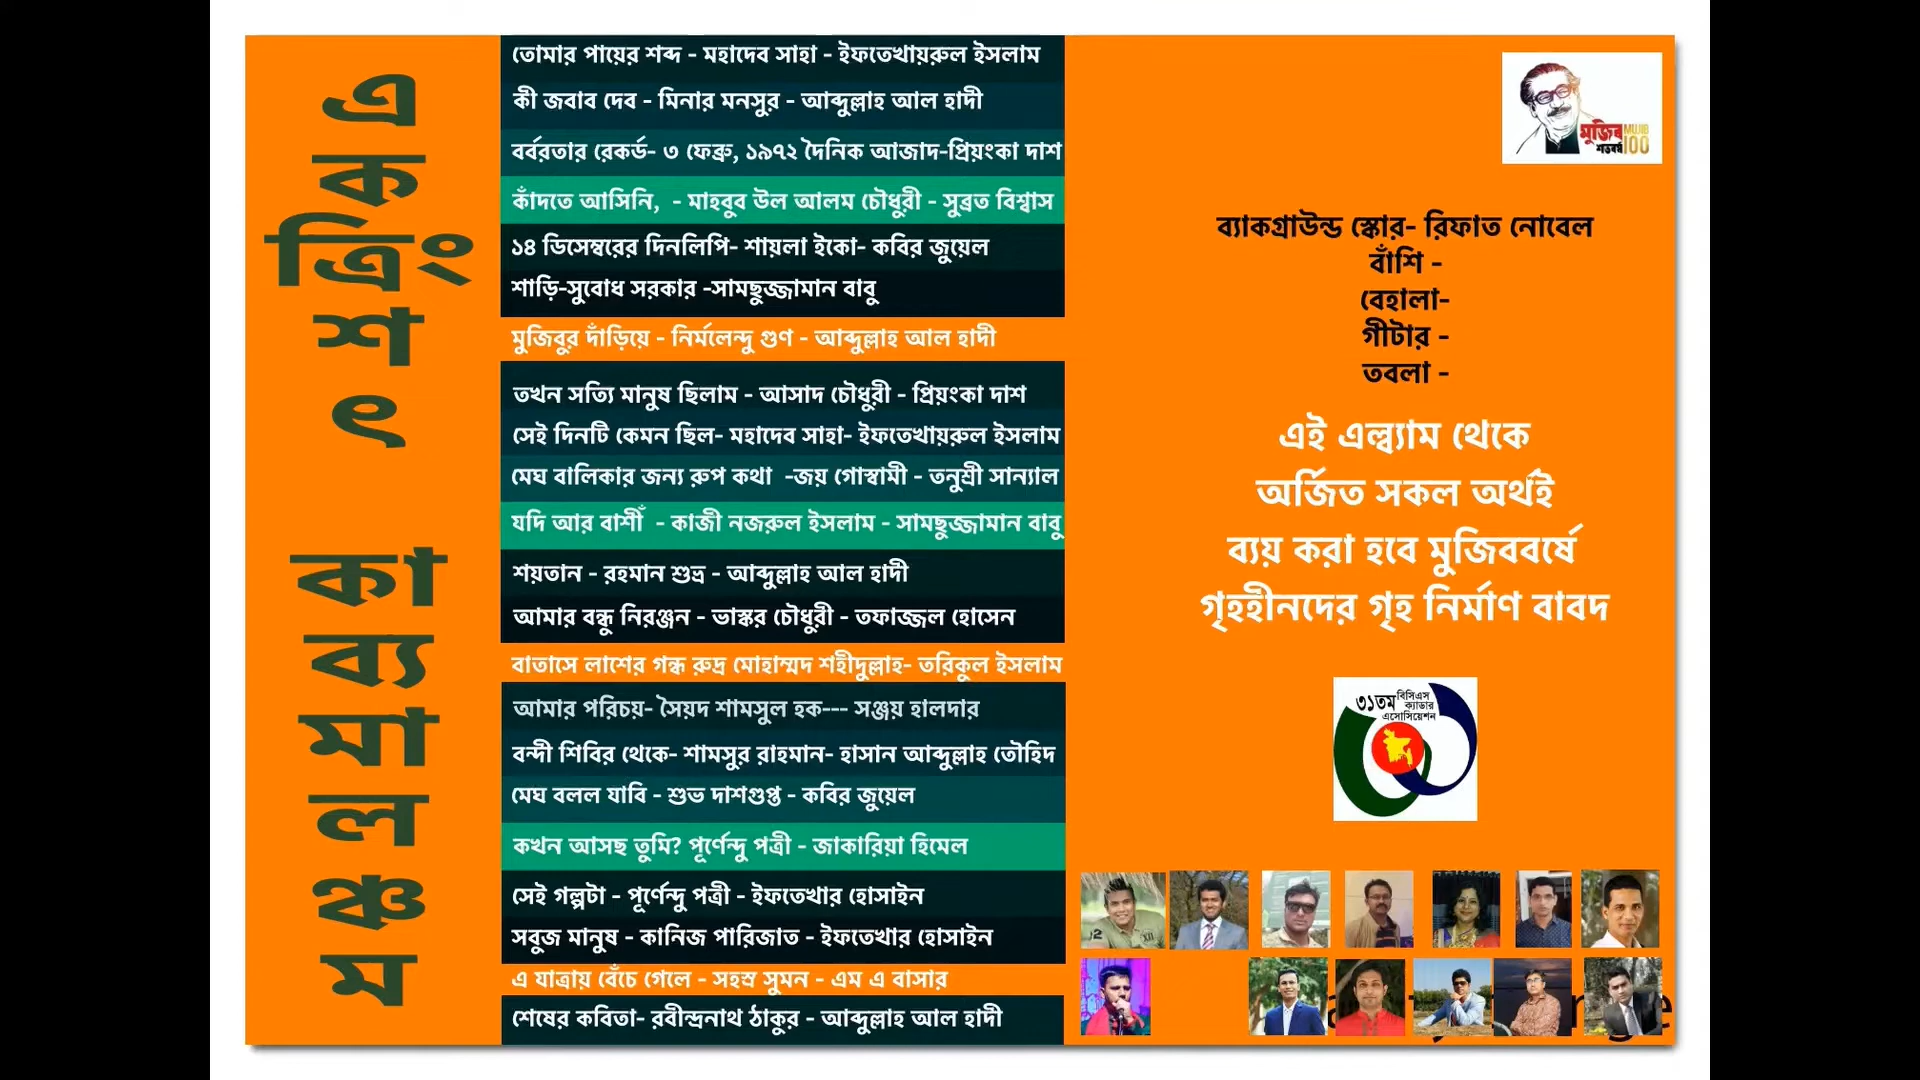 একত্রিংশৎ
কাব্যমালঞ্চম
তোমার পায়ের শব্দ - মহাদেব সাহা - ইফতেখায়রুল ইসলাম
কী জবাব দেব - মিনার মনসুর - আব্দুল্লাহ আল হাদী
বর্বরতার রেকর্ড- ৩ ফেব্রু, ১৯৭২ দৈনিক আজাদ-প্রিয়ংকা দাশ
কাঁদতে আসিনি, - মাহবুব উল আলম চৌধুরী - সুব্রত বিশ্বাস
১৪ ডিসেম্বরের দিনলিপি- শায়লা ইকো- কবির জুয়েল
শাড়ি-সুবোধ সরকার -সামছুজ্জামান বাবু
মুজিবুর দাঁড়িয়ে - নির্মলেন্দু গুণ - আব্দুল্লাহ আল হাদী
তখন সত্যি মানুষ ছিলাম - আসাদ চৌধুরী - প্রিয়ংকা দাশ
সেই দিনটি কেমন ছিল- মহাদেব সাহা- ইফতেখায়রুল ইসলাম
মেঘ বালিকার জন্য রুপ কথা -জয় গোস্বামী - তনুশ্রী সান্যাল
যদি আর বাশীঁ - কাজী নজরুল ইসলাম - সামছুজ্জামান বাবু
শয়তান - রহমান শুভ্র - আব্দুল্লাহ আল হাদী
আমার বন্ধু নিরঞ্জন - ভাস্কর চৌধুরী - তফাজ্জল হোসেন
বাতাসে লাশের গন্ধ রুদ্র মোহাম্মদ শহীদুল্লাহ- তরিকুল ইসলাম
আমার পরিচয়- সৈয়দ শামসুল হক--- সঞ্জয় হালদার
বন্দী শিবির থেকে- শামসুর রাহমান- হাসান আব্দুল্লাহ তৌহিদ
মেঘ বলল যাবি - শুভ দাশগুপ্ত - কবির জুয়েল
কখন আসছ তুমি? পূর্ণেন্দু পত্রী - জাকারিয়া হিমেল
সেই গল্পটা - পূর্ণেন্দু পত্রী - ইফতেখার হোসাইন
সবুজ মানুষ - কানিজ পারিজাত - ইফতেখার হোসাইন
এ যাত্রায় বেঁচে গেলে - সহস্র সুমন - এম এ বাসার
শেষের কবিতা- রবীন্দ্রনাথ ঠাকুর - আব্দুল্লাহ আল হাদী
মুজিব MUJIB
শতবর্ষ 100
ব্যাকগ্রাউন্ড স্কোর- রিফাত নোবেল
বাঁশি -
বেহালা-
গীটার -
তবলা -
এই এল্ব্যাম থেকে
অর্জিত সকল অর্থই
ব্যয় করা হবে মুজিববর্ষে
গৃহহীনদের গৃহ নির্মাণ বাবদ
৩১তম বিসিএস
ক্যাডার
এসোসিয়েশন